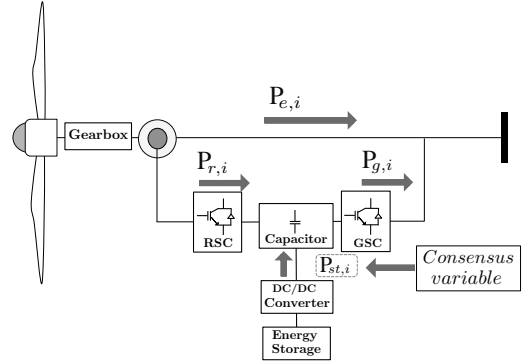 P_{e,i}
Gearbox
P_{r,i}
P_{g,i}
RSC
Capacitor
GSC
P_{st,i}
Consensus
variable
DC/DC
Converter
Energy
Storage